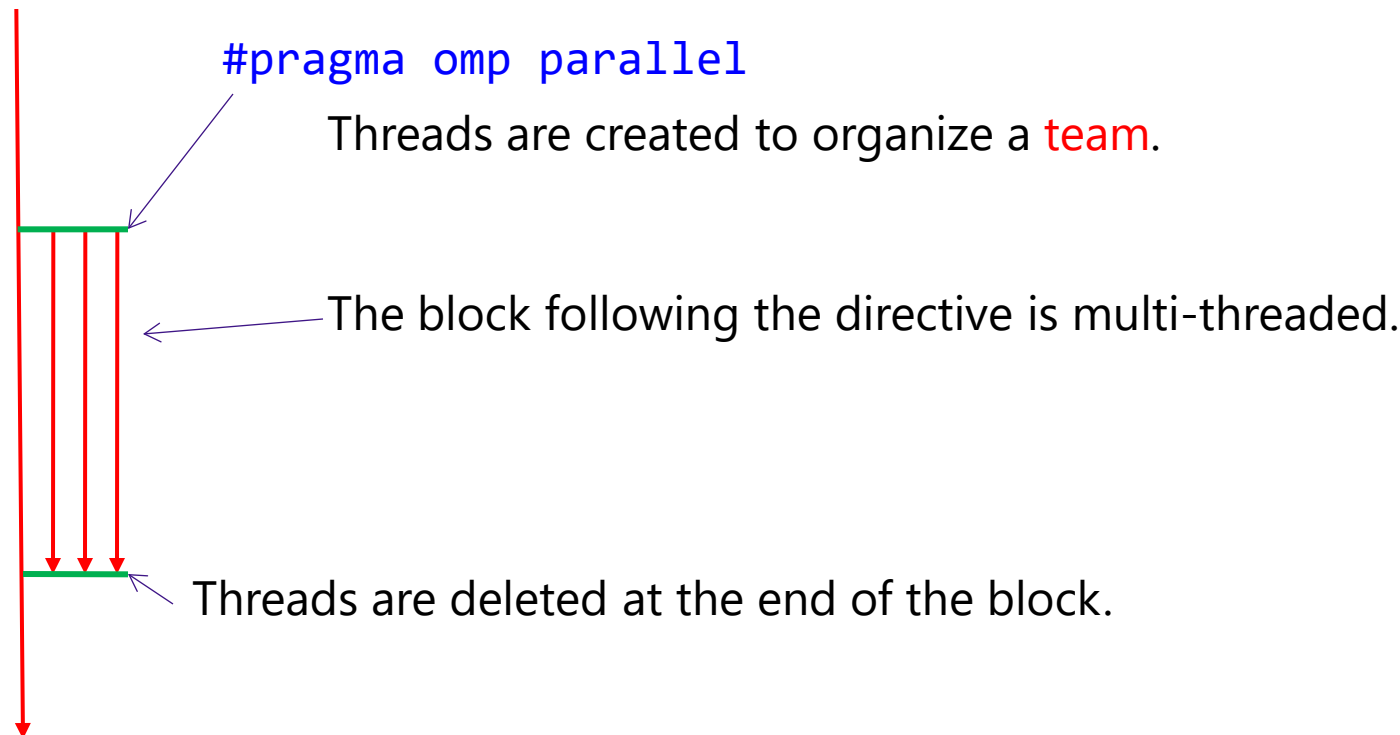 #pragma omp parallel
Threads are created to organize a team.
The block following the directive is multi-threaded.
Threads are deleted at the end of the block.